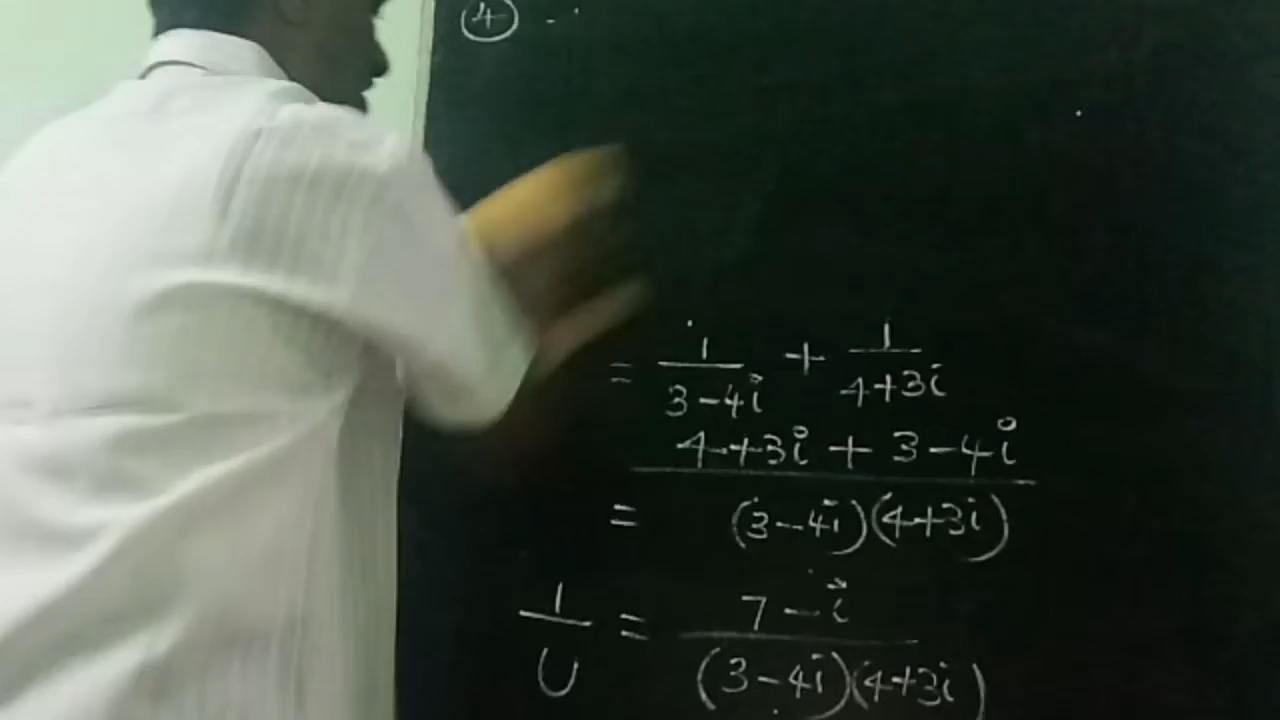 ④
= 1/(3-4i) + 1/(4+3i)
= (4+3i + 3-4i)/((3-4i)(4+3i))
1/U = (7-i)/((3-4i)(4+3i))